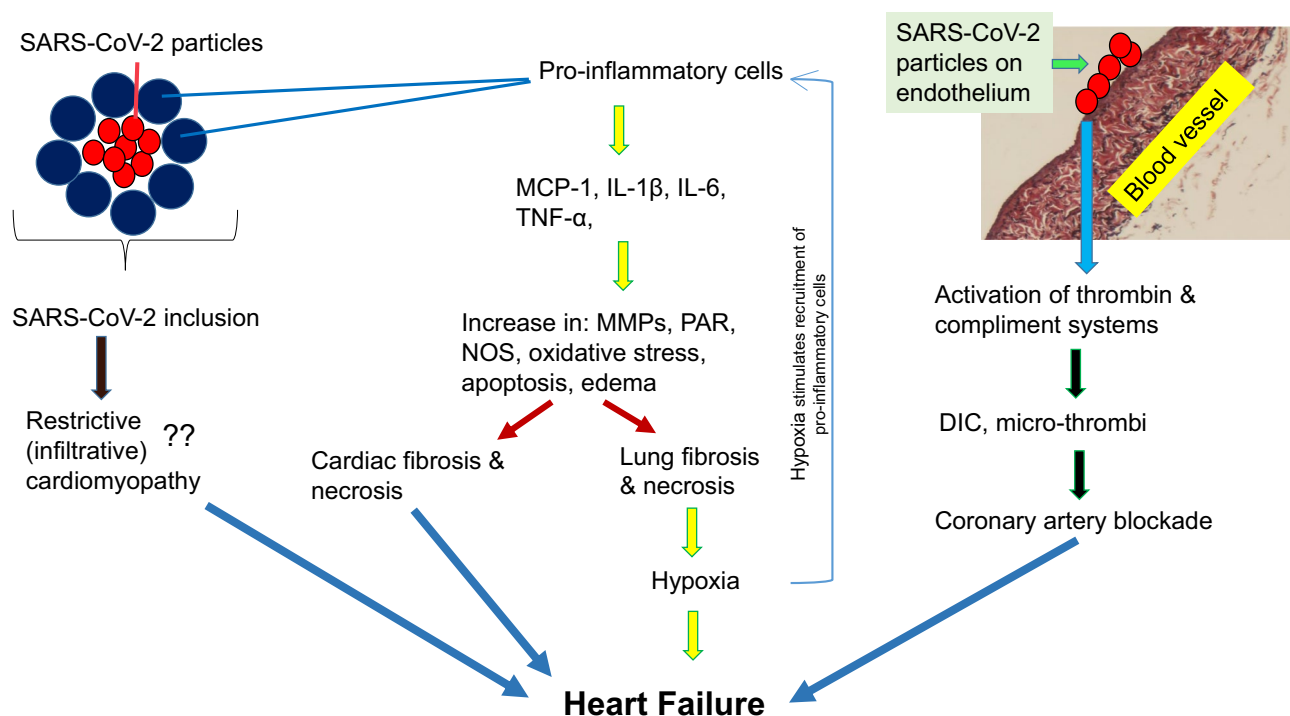 SARS-CoV-2 particles
SARS-CoV-2 inclusion
Restrictive
(infiltrative)
cardiomyopathy
??
Pro-inflammatory cells
MCP-1, IL-1β, IL-6,
TNF-α,
Increase in: MMPs, PAR,
NOS, oxidative stress,
apoptosis, edema
Cardiac fibrosis &
necrosis
Lung fibrosis
& necrosis
Hypoxia
Hypoxia stimulates recruitment of
pro-inflammatory cells
SARS-CoV-2
particles on
endothelium
Blood vessel
Activation of thrombin &
compliment systems
DIC, micro-thrombi
Coronary artery blockade
Heart Failure